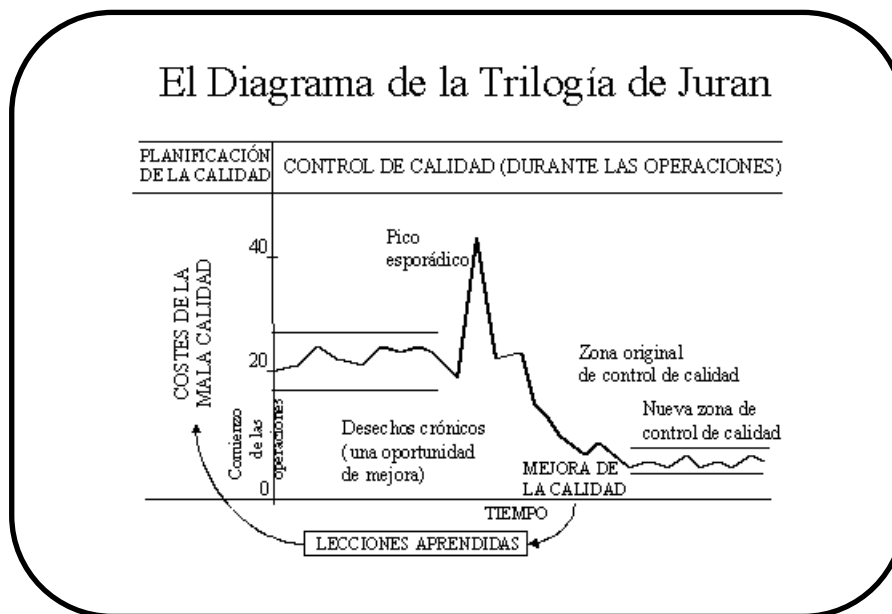 El Diagrama de la Trilogía de Juran
PLANIFICACIÓN
DE LA CALIDAD
CONTROL DE CALIDAD (DURANTE LAS OPERACIONES)
40
Pico
esporádico
COSTES DE LA
MALA CALIDAD
20
Zona original
de control de calidad
Nueva zona de
control de calidad
Comienzo
de las
operaciones
Desechos crónicos
(una oportunidad
de mejora)
MEJORA DE
LA CALIDAD
0
TIEMPO
LECCIONES APRENDIDAS